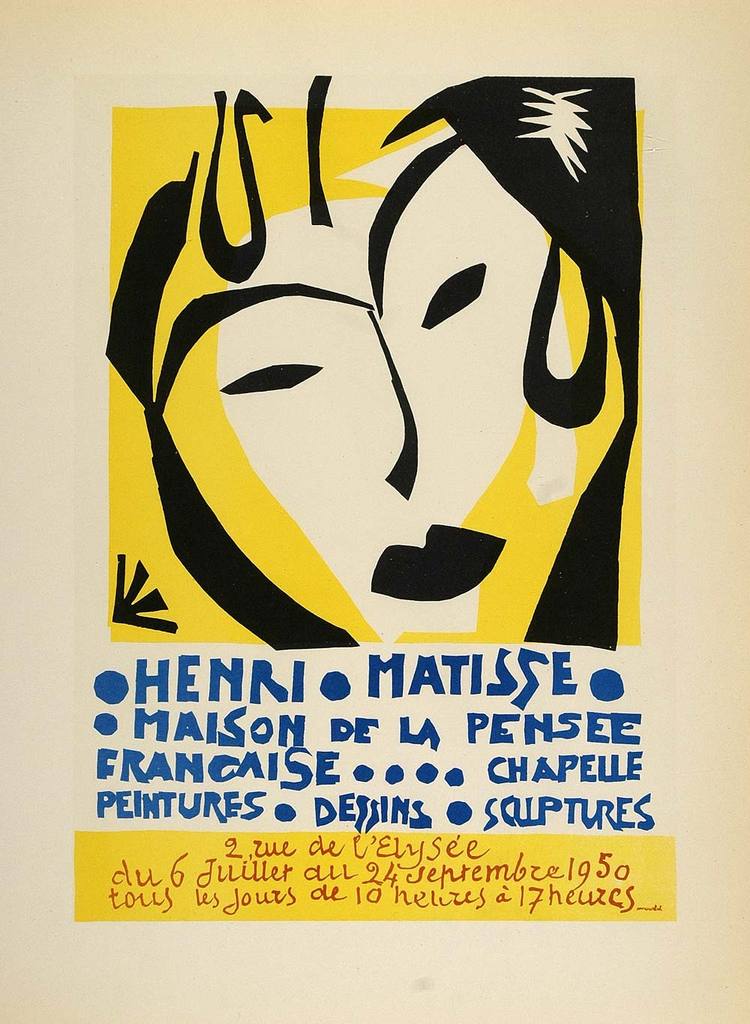 ● HENRI ● MATISSE ●
● MAISON DE LA PENSEE
FRANCAISE ● ● ● ● CHAPELLE
PEINTURES ● DESSINS ● SCULPTURES
2, rue de l'Elysée
du 6 Juillet au 24 septembre 1950
tous les jours de 10 heures à 17 heures